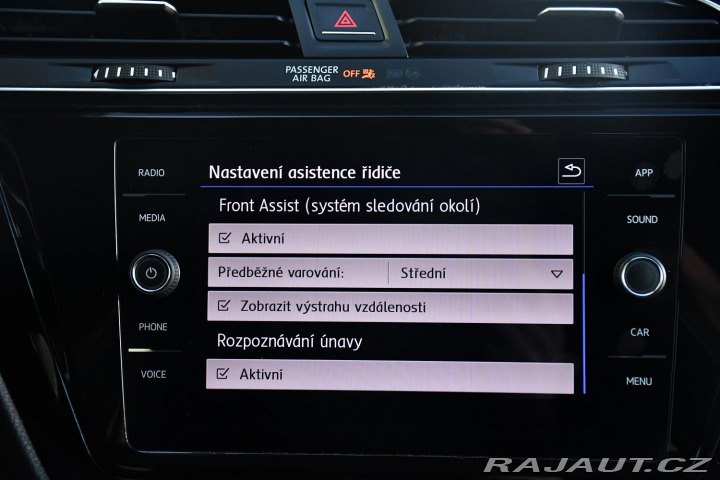 PASSENGER
AIR BAG OFF
RADIO
MEDIA
PHONE
VOICE
Nastavení asistence řidiče
Front Assist (systém sledování okolí)
Aktivní
Předběžné varování: Střední
Zobrazit výstrahu vzdálenosti
Rozpoznávání únavy
Aktivní
APP
SOUND
CAR
MENU
RAJAUT.CZ